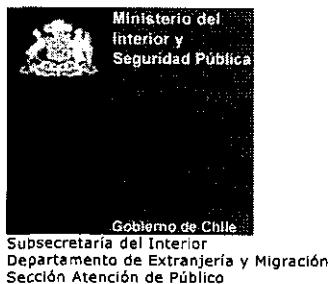 Ministerio del
Interior y
Seguridad Pública
Gobierno de Chile
Subsecretaría del Interior
Departamento de Extranjería y Migración
Sección Atención de Público